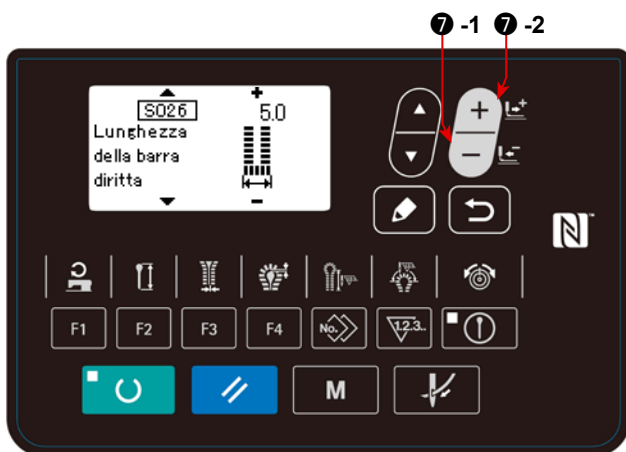 ❼ -1 ❼ -2
S026 5.0
Lunghezza
della barra
diritta
F1 F2 F3 F4 No. 1.2.3..
M
N